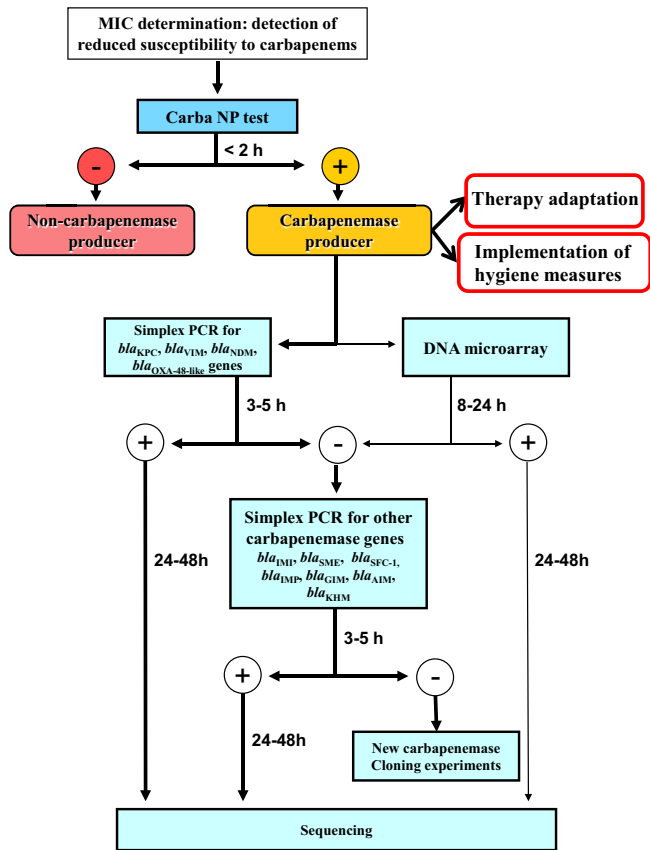 MIC determination: detection of
reduced susceptibility to carbapenems
Carba NP test
< 2 h
-
+
Non-carbapenemase
producer
Carbapenemase
producer
Therapy adaptation
Implementation of
hygiene measures
Simplex PCR for
blaKPC, blaVIM, blaNDM,
blaOXA-48-like genes
DNA microarray
3-5 h
8-24 h
+
-
+
Simplex PCR for other
carbapenemase genes
blaIMI, blaSME, blaSFC-1,
blaIMP, blaGIM, blaAIM,
blaKHM
24-48h
24-48h
3-5 h
+
-
24-48h
New carbapenemase
Cloning experiments
Sequencing